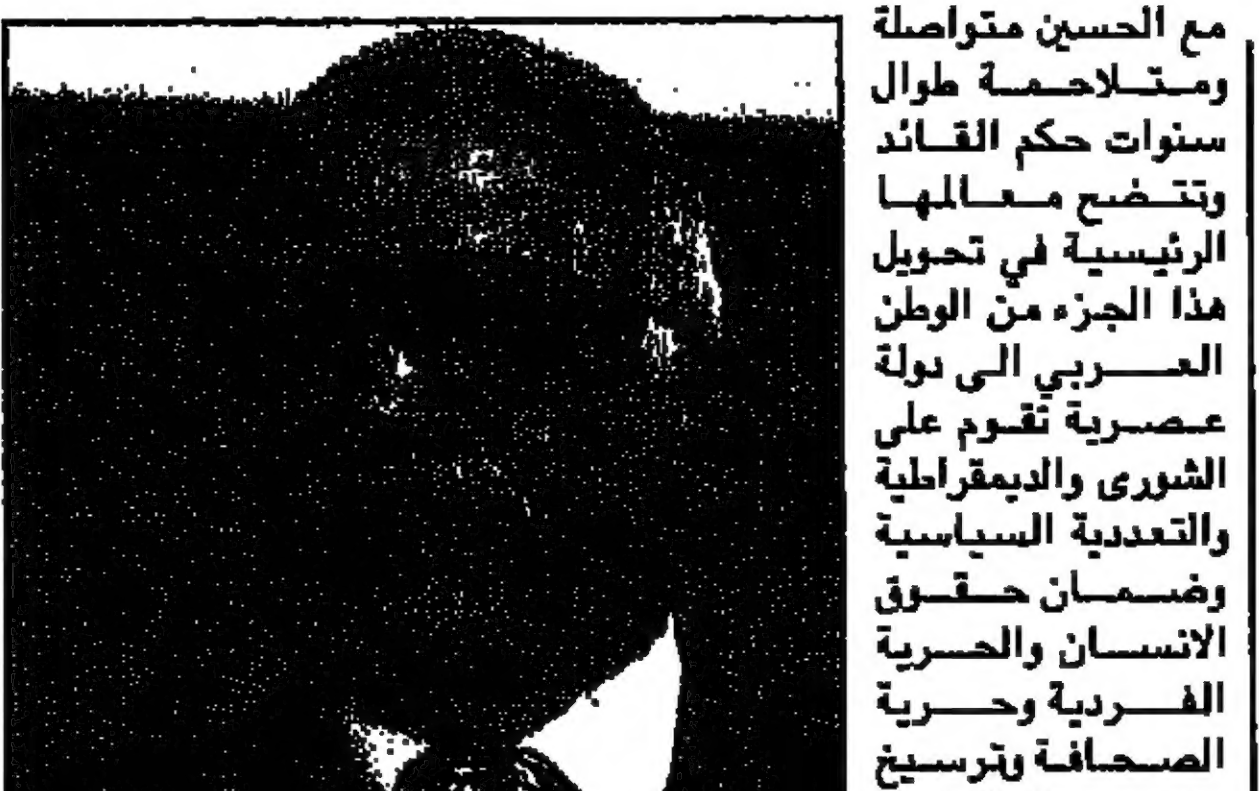 مع الحسين متواصلة
ومتلاحمة طوال
سنوات حكم القائد
وتتضح معالمها
الرئيسية في تحويل
هذا الجزء من الوطن
العربي الى دولة
عصرية تقوم على
الشورى والديمقراطية
والتعددية السياسية
وضمان حقوق
الانسان والحرية
الفردية وحرية
الصحافة وترسيخ